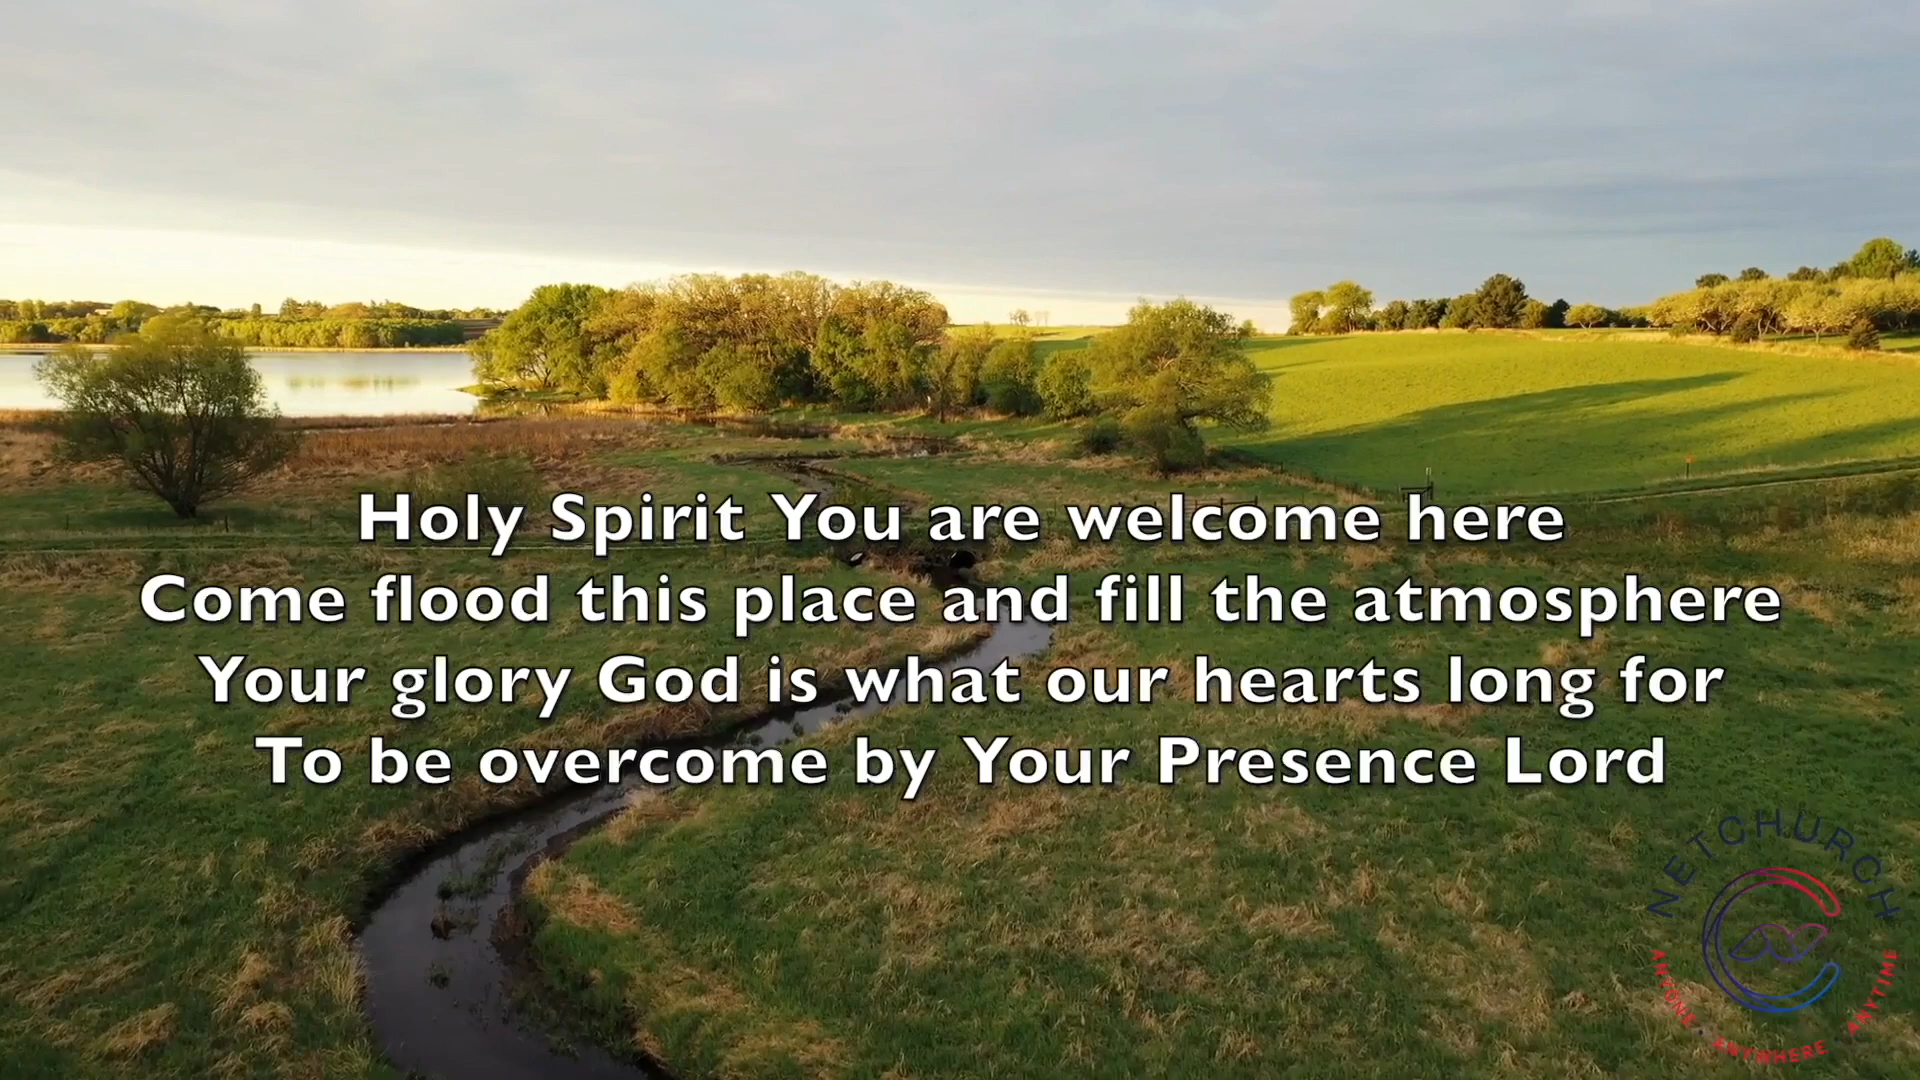 Holy Spirit You are welcome here
Come flood this place and fill the atmosphere
Your glory God is what our hearts long for
To be overcome by Your Presence Lord
NETCHURCH
ANYONE · ANYWHERE · ANYTIME